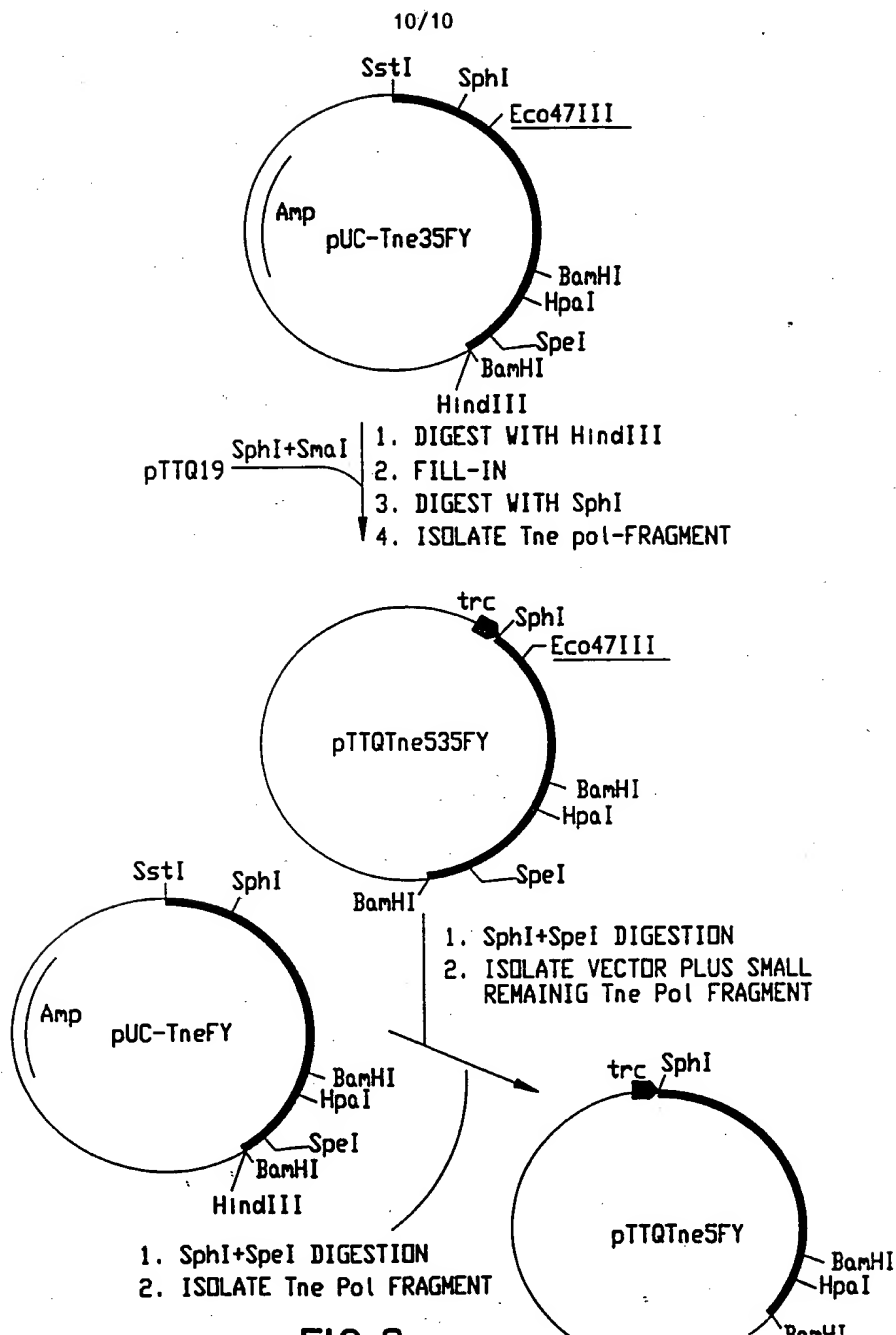 10/10
SstI
SphI
Eco47III
Amp
pUC-Tne35FY
BamHI
HpaI
SpeI
BamHI
HindIII
pTTQ19
SphI+SmaI
1. DIGEST WITH HindIII
2. FILL-IN
3. DIGEST WITH SphI
4. ISOLATE Tne pol-FRAGMENT
trc
SphI
Eco47III
pTTQTne535FY
BamHI
HpaI
SpeI
BamHI
1. SphI+SpeI DIGESTION
2. ISOLATE VECTOR PLUS SMALL
REMAINIG Tne Pol FRAGMENT
SstI
SphI
Amp
pUC-TneFY
BamHI
HpaI
SpeI
BamHI
HindIII
1. SphI+SpeI DIGESTION
2. ISOLATE Tne Pol FRAGMENT
trc
SphI
pTTQTne5FY
BamHI
HpaI
BamHI